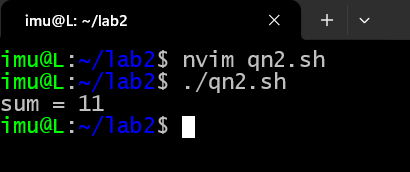 imu@L: ~/lab2
imu@L:~/lab2$ nvim qn2.sh
imu@L:~/lab2$ ./qn2.sh
sum = 11
imu@L:~/lab2$